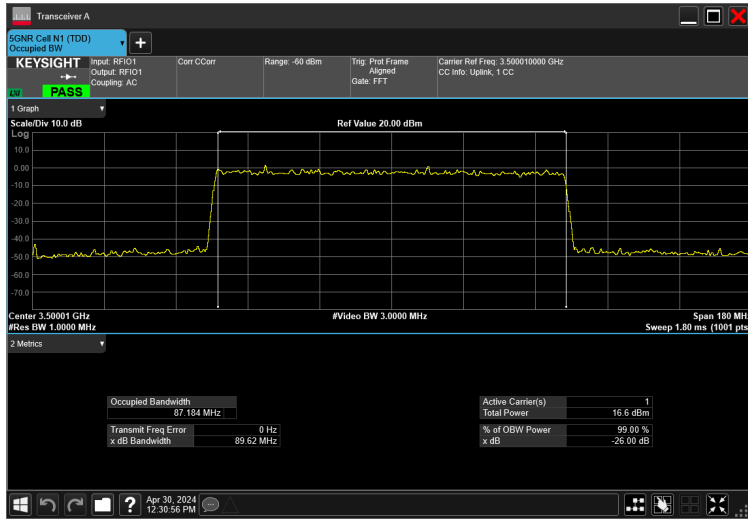 Transceiver A
5GNR Cell N1 (TDD)
Occupied BW
KEYSIGHT
Input: RFIO1
Output: RFIO1
Coupling: AC
Corr CCorr
Range: -60 dBm
Trig: Prot Frame
Aligned
Gate: FFT
Carrier Ref Freq: 3.500010000 GHz
CC Info: Uplink, 1 CC
LXI
PASS
1 Graph
Scale/Div 10.0 dB
Ref Value 20.00 dBm
Log
10.0
0.00
-10.0
-20.0
-30.0
-40.0
-50.0
-60.0
-70.0
Center 3.50001 GHz
#Video BW 3.0000 MHz
Span 180 MH
#Res BW 1.0000 MHz
Sweep 1.80 ms (1001 pts
2 Metrics
Occupied Bandwidth
87.184 MHz
Transmit Freq Error 0 Hz
x dB Bandwidth 89.62 MHz
Active Carrier(s) 1
Total Power 16.6 dBm
% of OBW Power 99.00 %
x dB -26.00 dB
?
Apr 30, 2024
12:30:56 PM